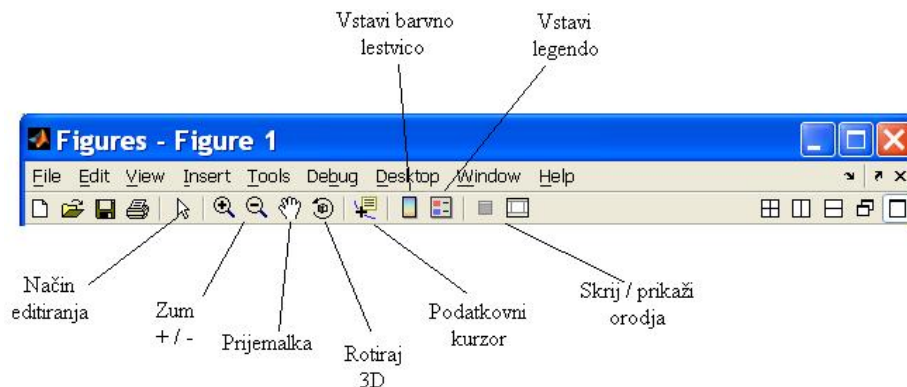 Vstavi barvno
lestvico
Vstavi
legendo
Figures - Figure 1
File Edit View Insert Tools Debug Desktop Window Help
Način
editiranja
Zum
+ / -
Prijemalka
Rotiraj
3D
Podatkovni
kurzor
Skrij / prikaži
orodja